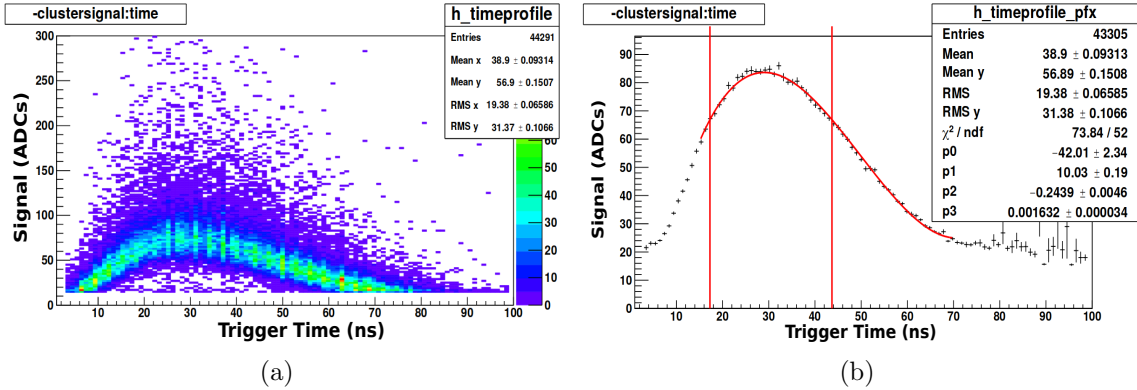 -clustersignal:time
h_timeprofile
Entries 44291
Mean x 38.9 ± 0.09314
Mean y 56.9 ± 0.1507
RMS x 19.38 ± 0.06586
RMS y 31.37 ± 0.1066
Signal (ADCs)
300
250
200
150
100
50
0
0 10 20 30 40 50 60 70 80 90 100
Trigger Time (ns)
60
50
40
30
20
10
0
(a)
-clustersignal:time
h_timeprofile_pfx
Entries 43305
Mean 38.9 ± 0.09313
Mean y 56.89 ± 0.1508
RMS 19.38 ± 0.06585
RMS y 31.38 ± 0.1066
χ² / ndf 73.84 / 52
p0 −42.01 ± 2.34
p1 10.03 ± 0.19
p2 −0.2439 ± 0.0046
p3 0.001632 ± 0.000034
Signal (ADCs)
90
80
70
60
50
40
30
20
10
0
10 20 30 40 50 60 70 80 90 100
Trigger Time (ns)
(b)